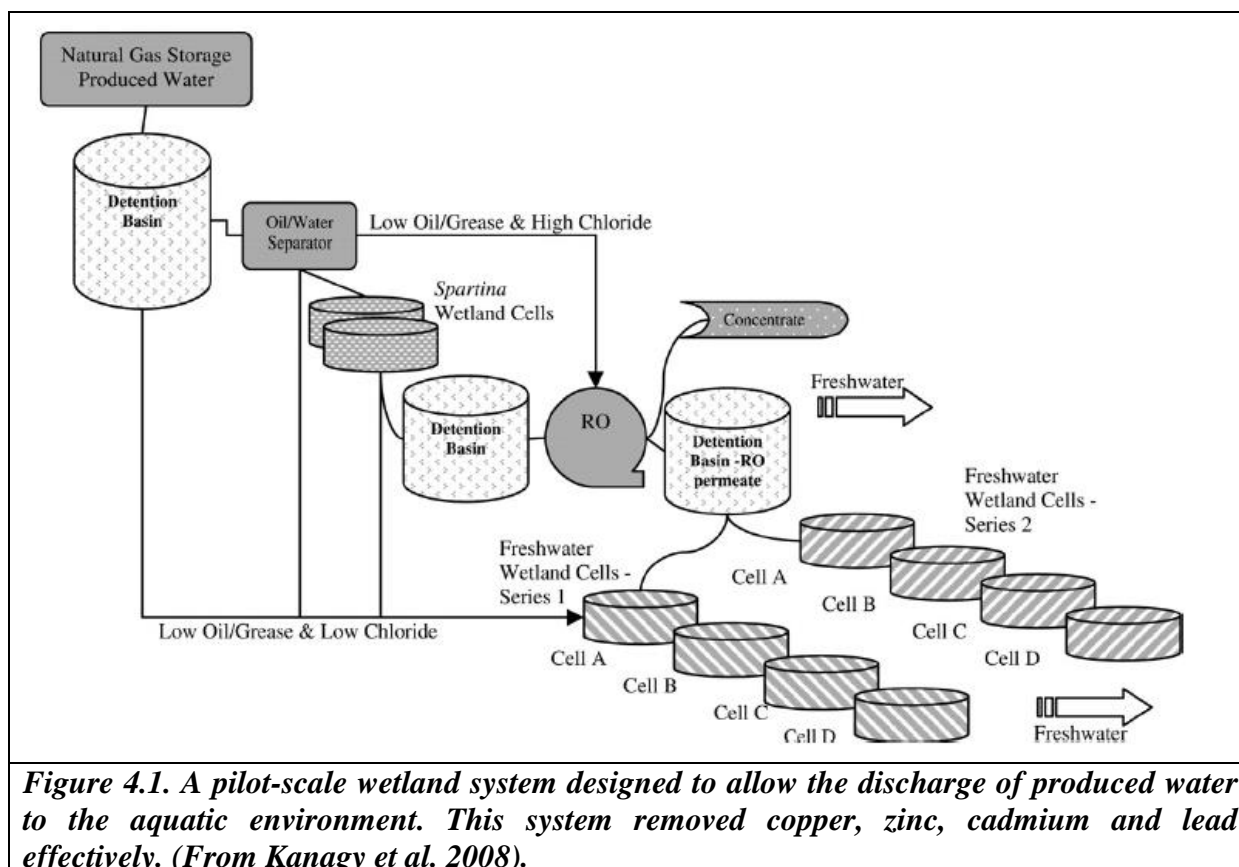 Natural Gas Storage
Produced Water
Detention
Basin
Oil/Water
Separator
Low Oil/Grease & High Chloride
Spartina
Wetland Cells
Concentrate
Freshwater
Detention
Basin
RO
Detention
Basin -RO
permeate
Freshwater
Wetland Cells -
Series 2
Freshwater
Wetland Cells -
Series 1
Cell A
Cell B
Cell C
Cell D
Low Oil/Grease & Low Chloride
Cell A
Cell B
Cell C
Cell D
Freshwater
Figure 4.1. A pilot-scale wetland system designed to allow the discharge of produced water
to the aquatic environment. This system removed copper, zinc, cadmium and lead
effectively. (From Kanagy et al. 2008).